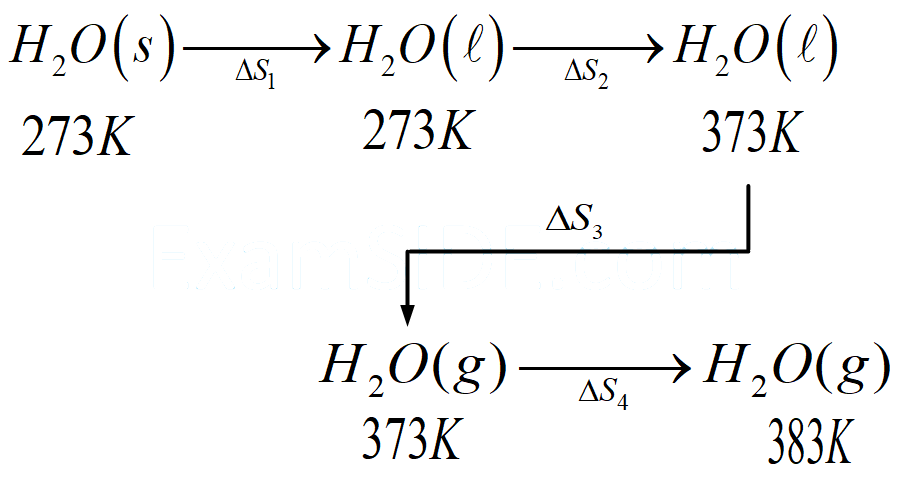 H₂O(s) ⟶ H₂O(ℓ) ⟶ H₂O(ℓ)
ΔS₁ ΔS₂
273K 273K 373K
ΔS₃
H₂O(g) ⟶ H₂O(g)
ΔS₄
373K 383K